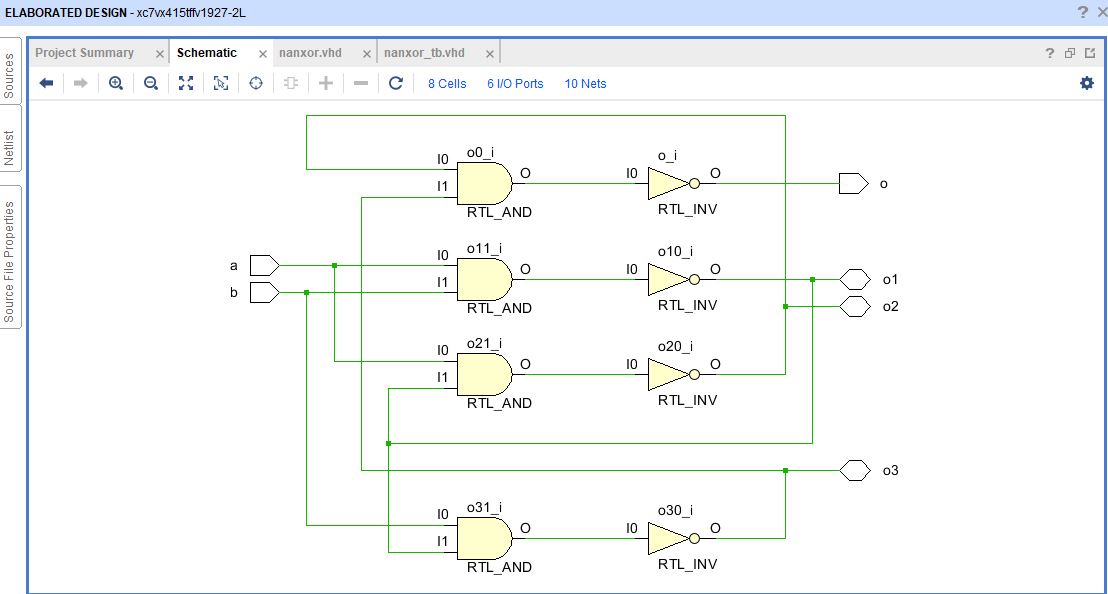 ELABORATED DESIGN - xc7vx415tffv1927-2L
? ×
Sources
Netlist
Source File Properties
Project Summary × Schematic × nanxor.vhd × nanxor_tb.vhd ×
?
8 Cells 6 I/O Ports 10 Nets
o0_i o_i
I0 O I0 O
I1 o
RTL_AND RTL_INV
o11_i o10_i
a I0 O I0 O
b I1 o1
RTL_AND RTL_INV
o2
o21_i o20_i
I0 O I0 O
I1
RTL_AND RTL_INV
o3
o31_i o30_i
I0 O I0 O
I1
RTL_AND RTL_INV